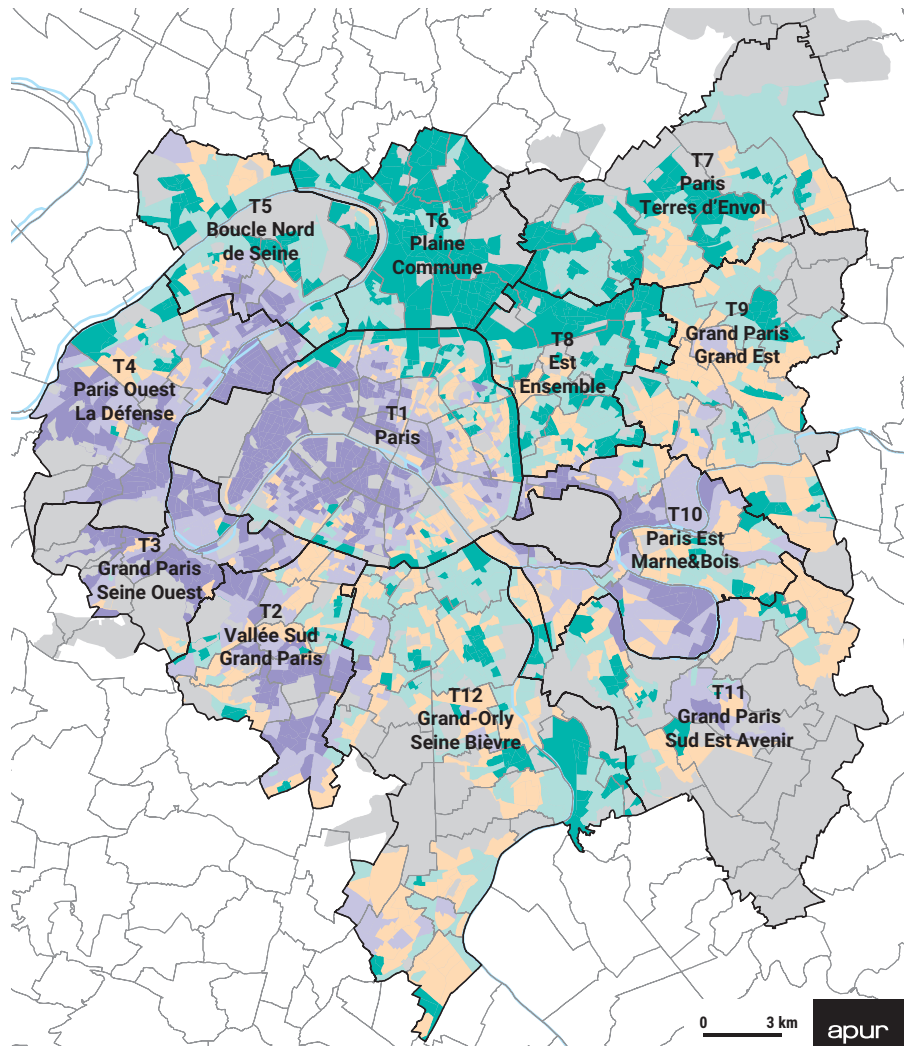 T7
Paris
Terres d'Envol
T5
Boucle Nord
de Seine
T6
Plaine
Commune
T9
Grand Paris
Grand Est
T8
Est
Ensemble
T4
Paris Ouest
La Défense
T1
Paris
T10
Paris Est
Marne&Bois
T3
Grand Paris
Seine Ouest
T2
Vallée Sud
Grand Paris
T12
Grand-Orly
Seine Bièvre
T11
Grand Paris
Sud Est Avenir
0 3 km
apur